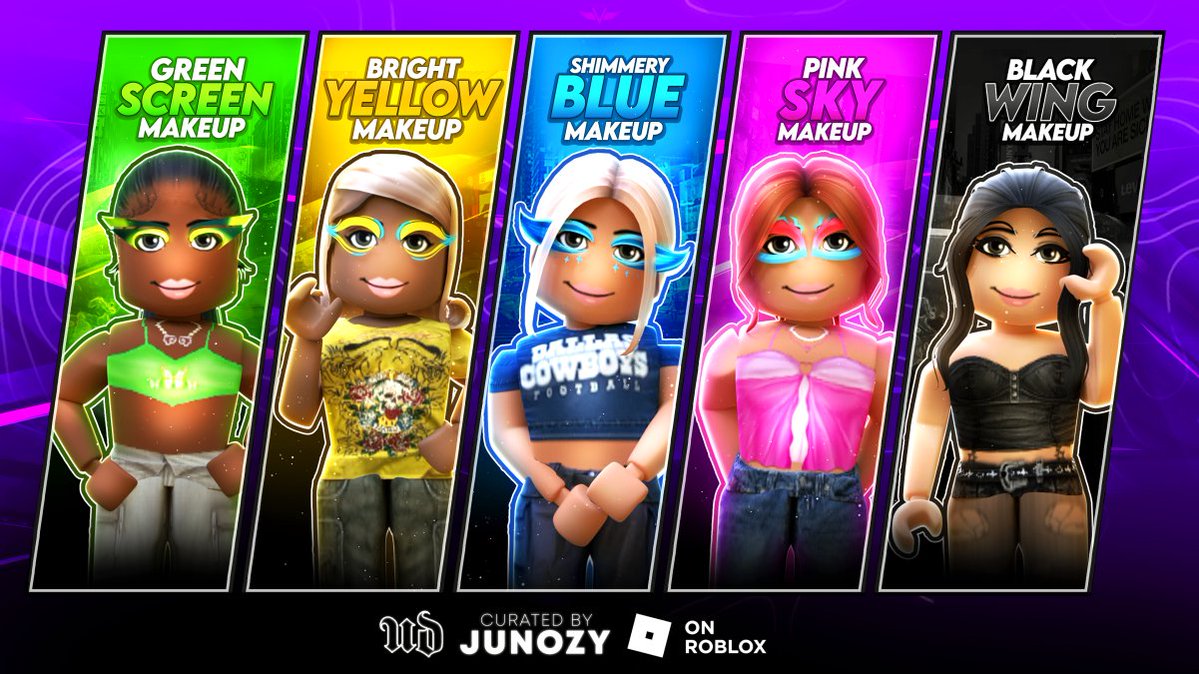 GREEN
SCREEN
MAKEUP
BRIGHT
YELLOW
MAKEUP
SHIMMERY
BLUE
MAKEUP
PINK
SKY
MAKEUP
BLACK
WING
MAKEUP
DALLAS
COWBOYS
FOOTBALL
UD
CURATED BY
JUNOZY
ON
ROBLOX